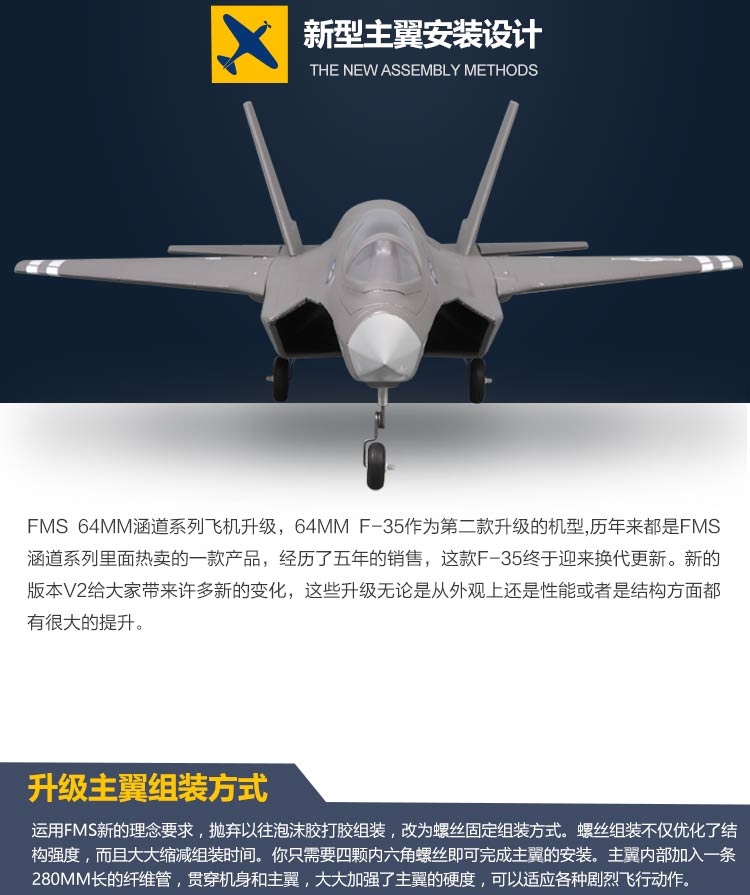 新型主翼安装设计
THE NEW ASSEMBLY METHODS
FMS 64MM涵道系列飞机升级，64MM F-35作为第二款升级的机型,历年来都是FMS
涵道系列里面热卖的一款产品，经历了五年的销售，这款F-35终于迎来换代更新。新的
版本V2给大家带来许多新的变化，这些升级无论是从外观上还是性能或者是结构方面都
有很大的提升。
升级主翼组装方式
运用FMS新的理念要求，抛弃以往泡沫胶打胶组装，改为螺丝固定组装方式。螺丝组装不仅优化了结
构强度，而且大大缩减组装时间。你只需要四颗内六角螺丝即可完成主翼的安装。主翼内部加入一条
280MM长的纤维管，贯穿机身和主翼，大大加强了主翼的硬度，可以适应各种剧烈飞行动作。